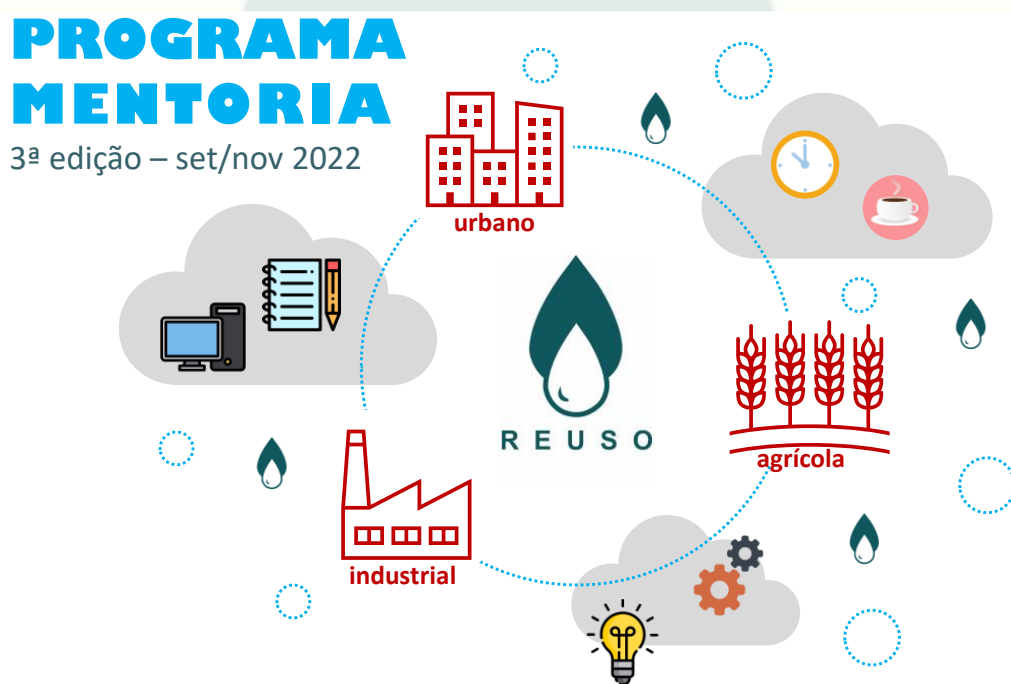 PROGRAMA
MENTORIA
3ª edição – set/nov 2022
urbano
REUSO
agrícola
industrial